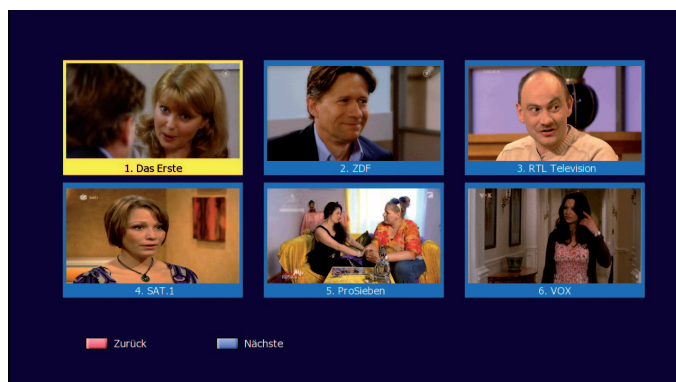 1. Das Erste
2. ZDF
3. RTL Television
4. SAT.1
5. ProSieben
6. VOX
Zurück
Nächste